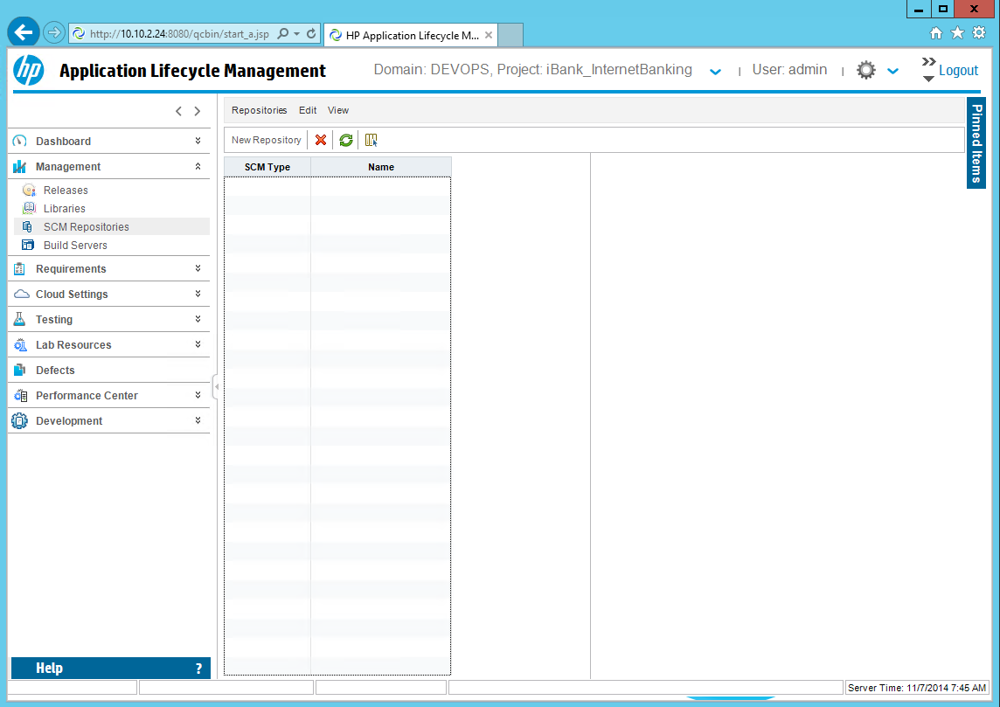 http://10.10.2.24:8080/qcbin/start_a.jsp
HP Application Lifecycle M...
hp
Application Lifecycle Management
Domain: DEVOPS, Project: iBank_InternetBanking
User: admin
Logout
Pinned Items
Repositories Edit View
New Repository
SCM Type Name
Dashboard
Management
Releases
Libraries
SCM Repositories
Build Servers
Requirements
Cloud Settings
Testing
Lab Resources
Defects
Performance Center
Development
Help ?
Server Time: 11/7/2014 7:45 AM